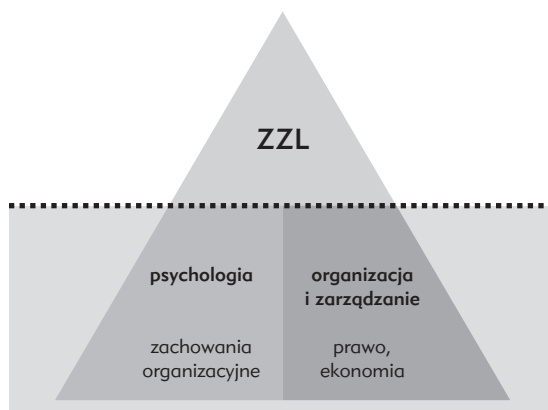 ZZL
psychologia
organizacja
i zarządzanie
zachowania
organizacyjne
prawo,
ekonomia